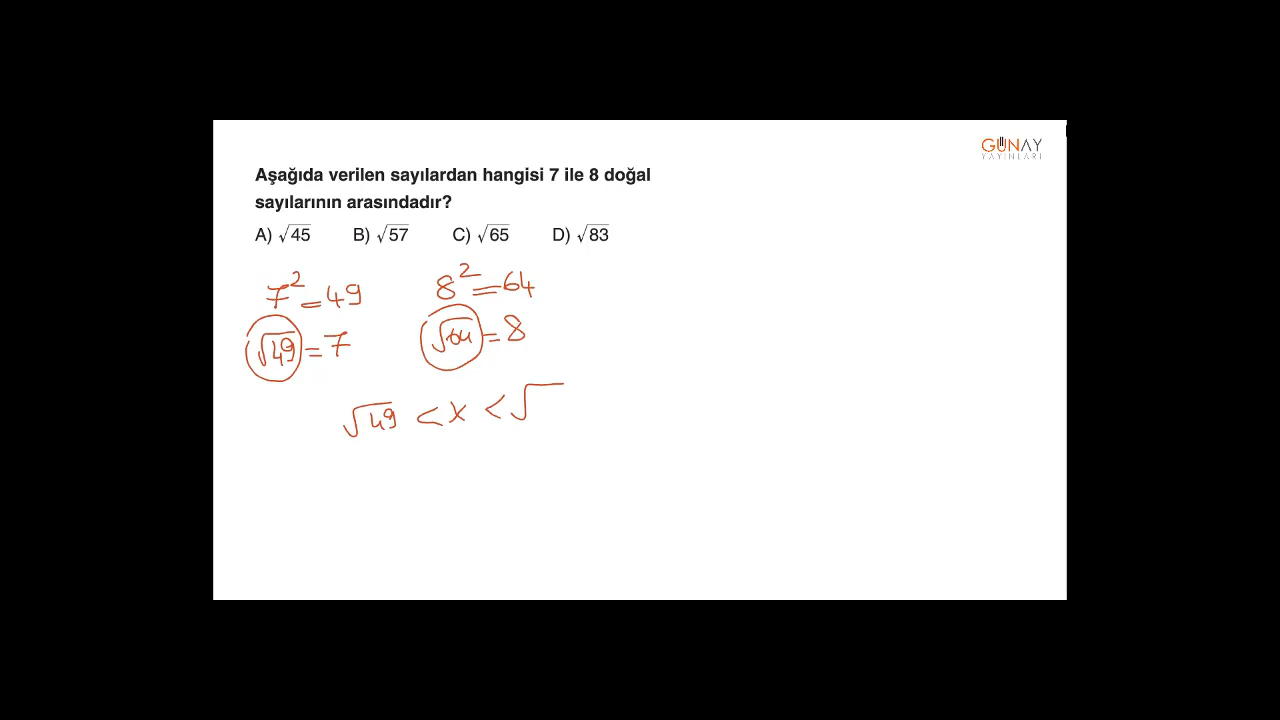 GÜNAY
YAYINLARI
Aşağıda verilen sayılardan hangisi 7 ile 8 doğal
sayılarının arasındadır?
A) √45 B) √57 C) √65 D) √83
7² = 49 8² = 64
√49 = 7 √64 = 8
√49 < x < √